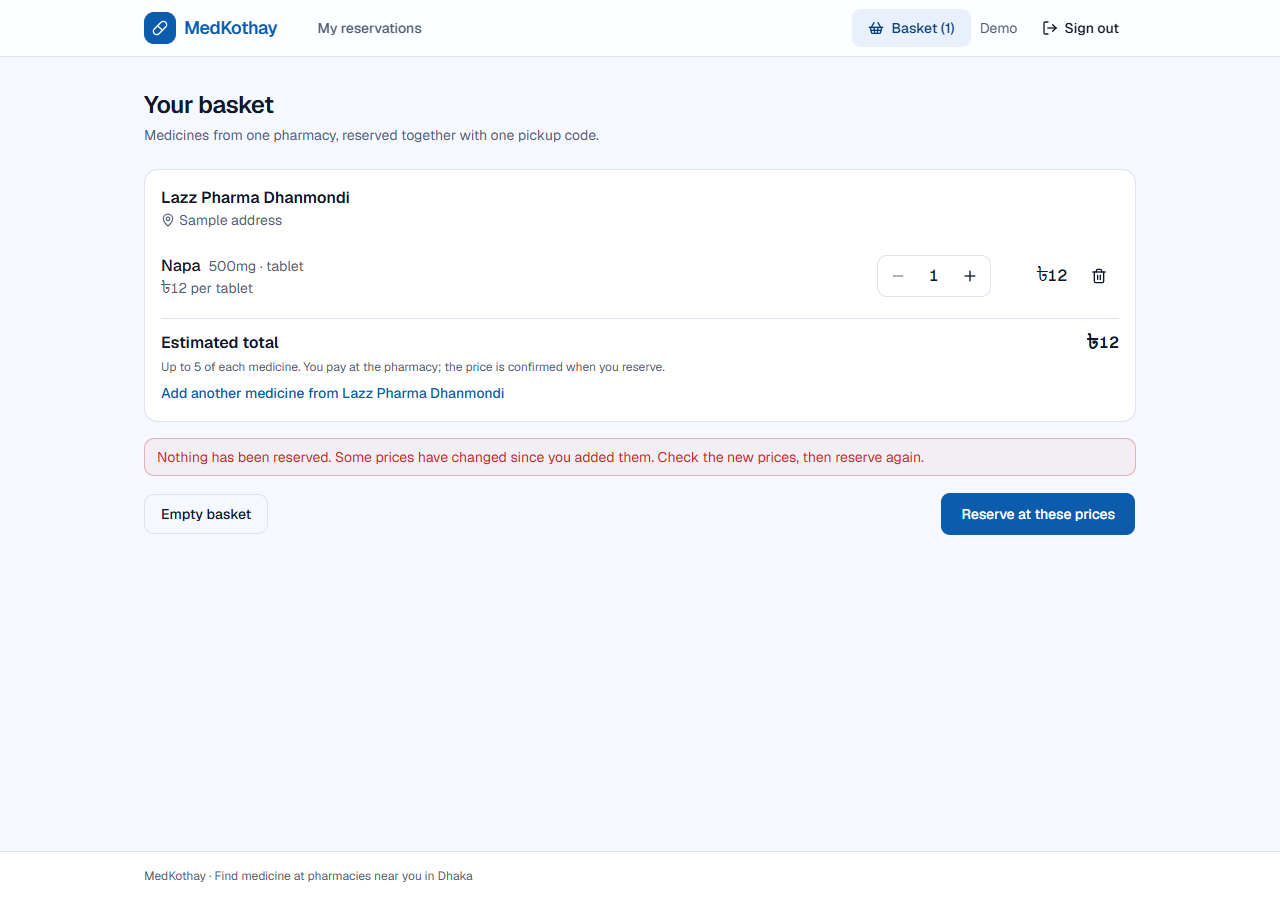 MedKothay
My reservations
Basket (1)
Demo
Sign out
Your basket
Medicines from one pharmacy, reserved together with one pickup code.
Lazz Pharma Dhanmondi
Sample address
Napa 500mg · tablet
৳12 per tablet
1
৳12
Estimated total
৳12
Up to 5 of each medicine. You pay at the pharmacy; the price is confirmed when you reserve.
Add another medicine from Lazz Pharma Dhanmondi
Nothing has been reserved. Some prices have changed since you added them. Check the new prices, then reserve again.
Empty basket
Reserve at these prices
MedKothay · Find medicine at pharmacies near you in Dhaka